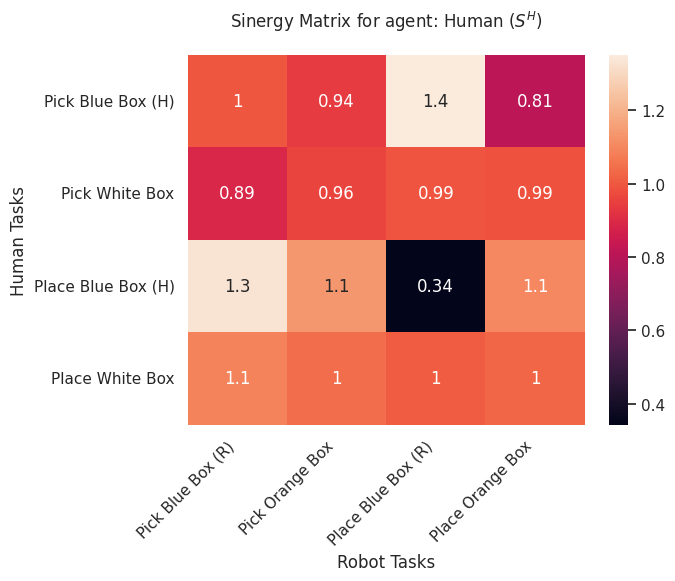 Sinergy Matrix for agent: Human (S^H)
Human Tasks
Pick Blue Box (H) 1 0.94 1.4 0.81
Pick White Box 0.89 0.96 0.99 0.99
Place Blue Box (H) 1.3 1.1 0.34 1.1
Place White Box 1.1 1 1 1
Pick Blue Box (R)
Pick Orange Box
Place Blue Box (R)
Place Orange Box
Robot Tasks
1.2
1.0
0.8
0.6
0.4